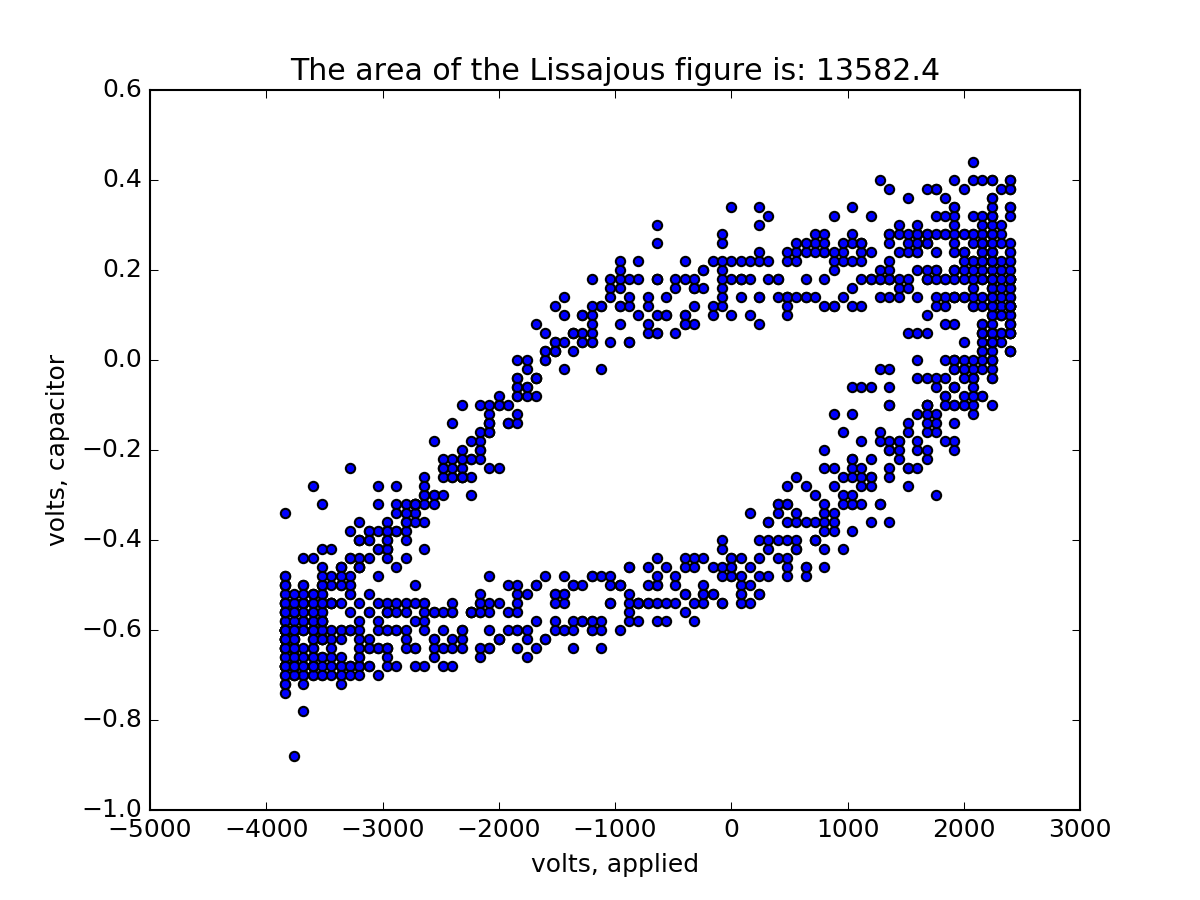 The area of the Lissajous figure is: 13582.4
0.6
0.4
0.2
0.0
−0.2
−0.4
−0.6
−0.8
−1.0
volts, capacitor
−5000 −4000 −3000 −2000 −1000 0 1000 2000 3000
volts, applied